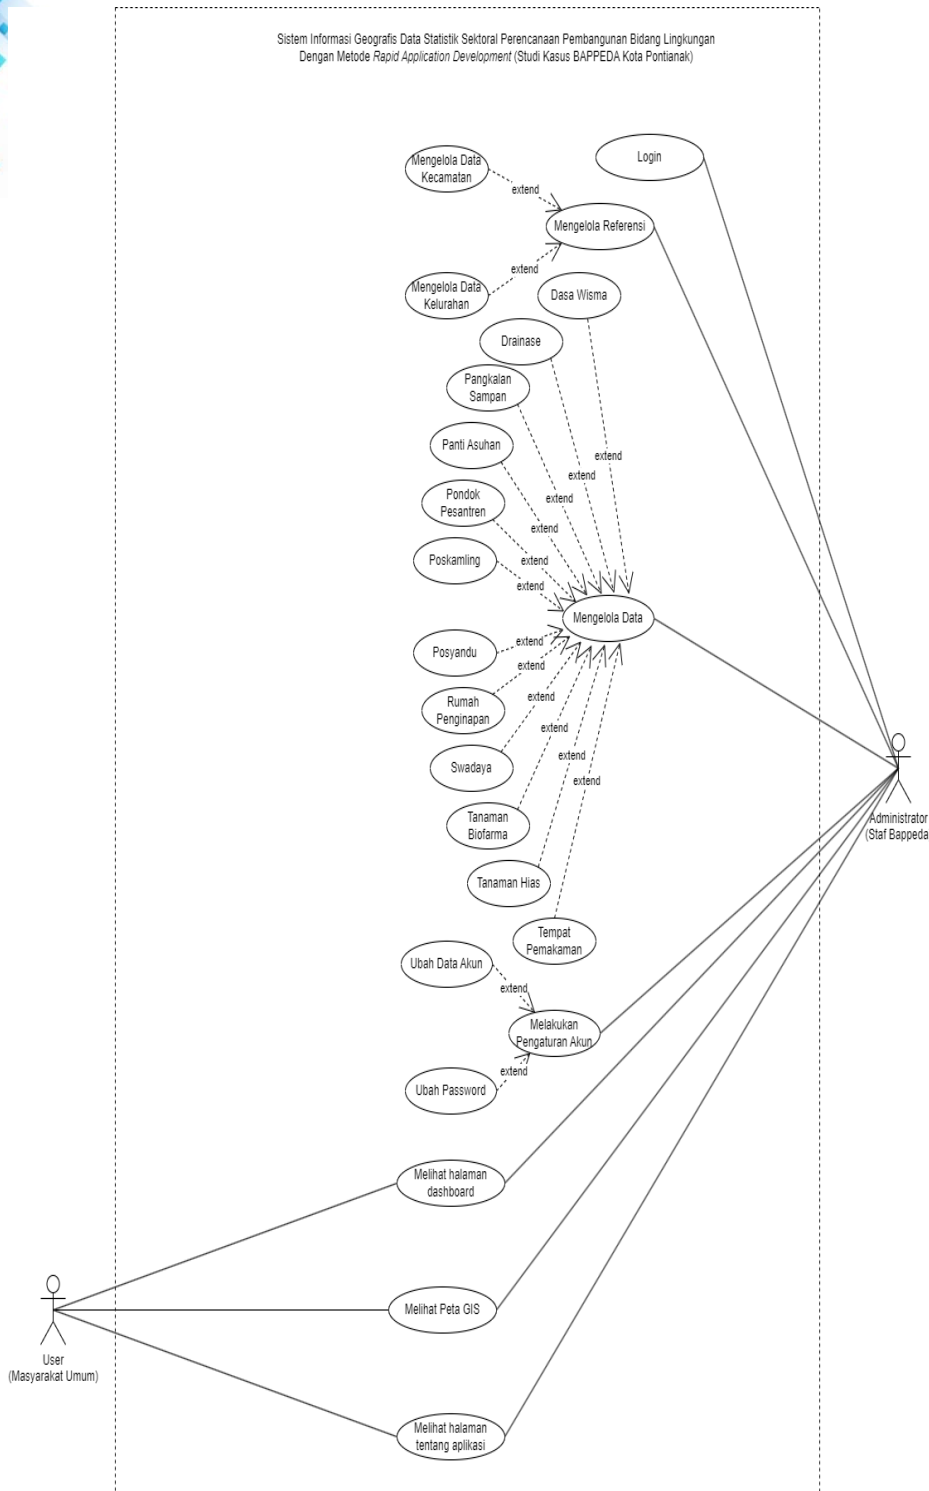 Sistem Informasi Geografis Data Statistik Sektoral Perencanaan Pembangunan Bidang Lingkungan
Dengan Metode Rapid Application Development (Studi Kasus BAPPEDA Kota Pontianak)
Login
Mengelola Data
Kecamatan
extend
Mengelola Referensi
extend
Mengelola Data
Kelurahan
Dasa Wisma
Drainase
Pangkalan
Sampan
Panti Asuhan
extend
extend
Pondok
Pesantren
extend
extend
Poskamling
extend
extend
Mengelola Data
Posyandu
extend
extend
Rumah
Penginapan
extend
Swadaya
extend
extend
extend
Tanaman
Biofarma
Administrator
(Staf Bappeda
Tanaman Hias
Tempat
Pemakaman
Ubah Data Akun
extend
Melakukan
Pengaturan Akun
extend
Ubah Password
Melihat halaman
dashboard
Melihat Peta GIS
User
(Masyarakat Umum)
Melihat halaman
tentang aplikasi